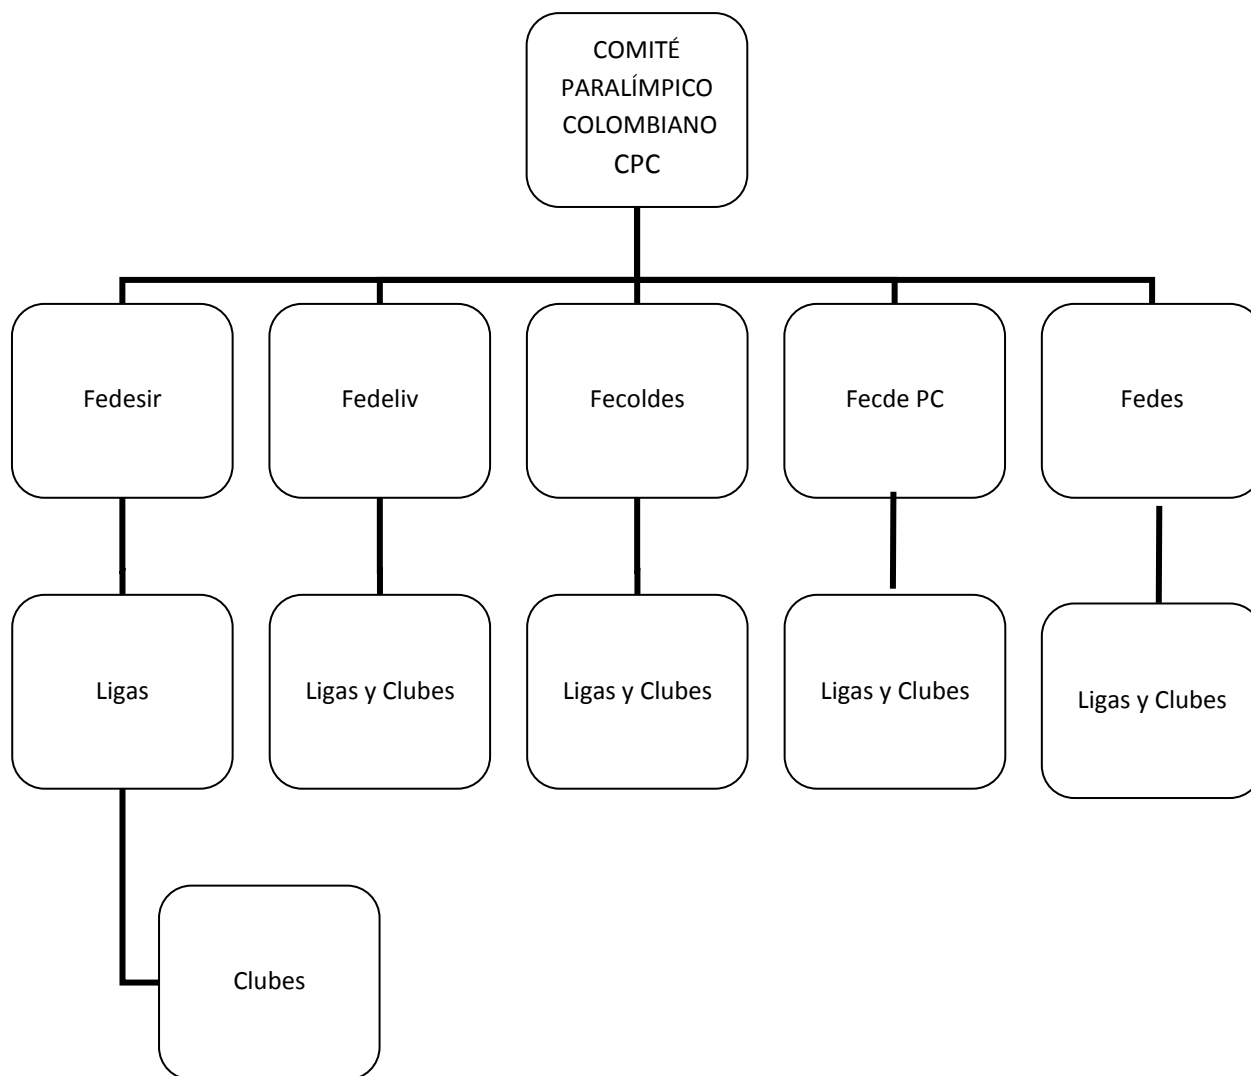 COMITÉ
PARALÍMPICO
COLOMBIANO
CPC
Fedesir
Fedeliv
Fecoldes
Fecde PC
Fedes
Ligas
Ligas y Clubes
Ligas y Clubes
Ligas y Clubes
Ligas y Clubes
Clubes